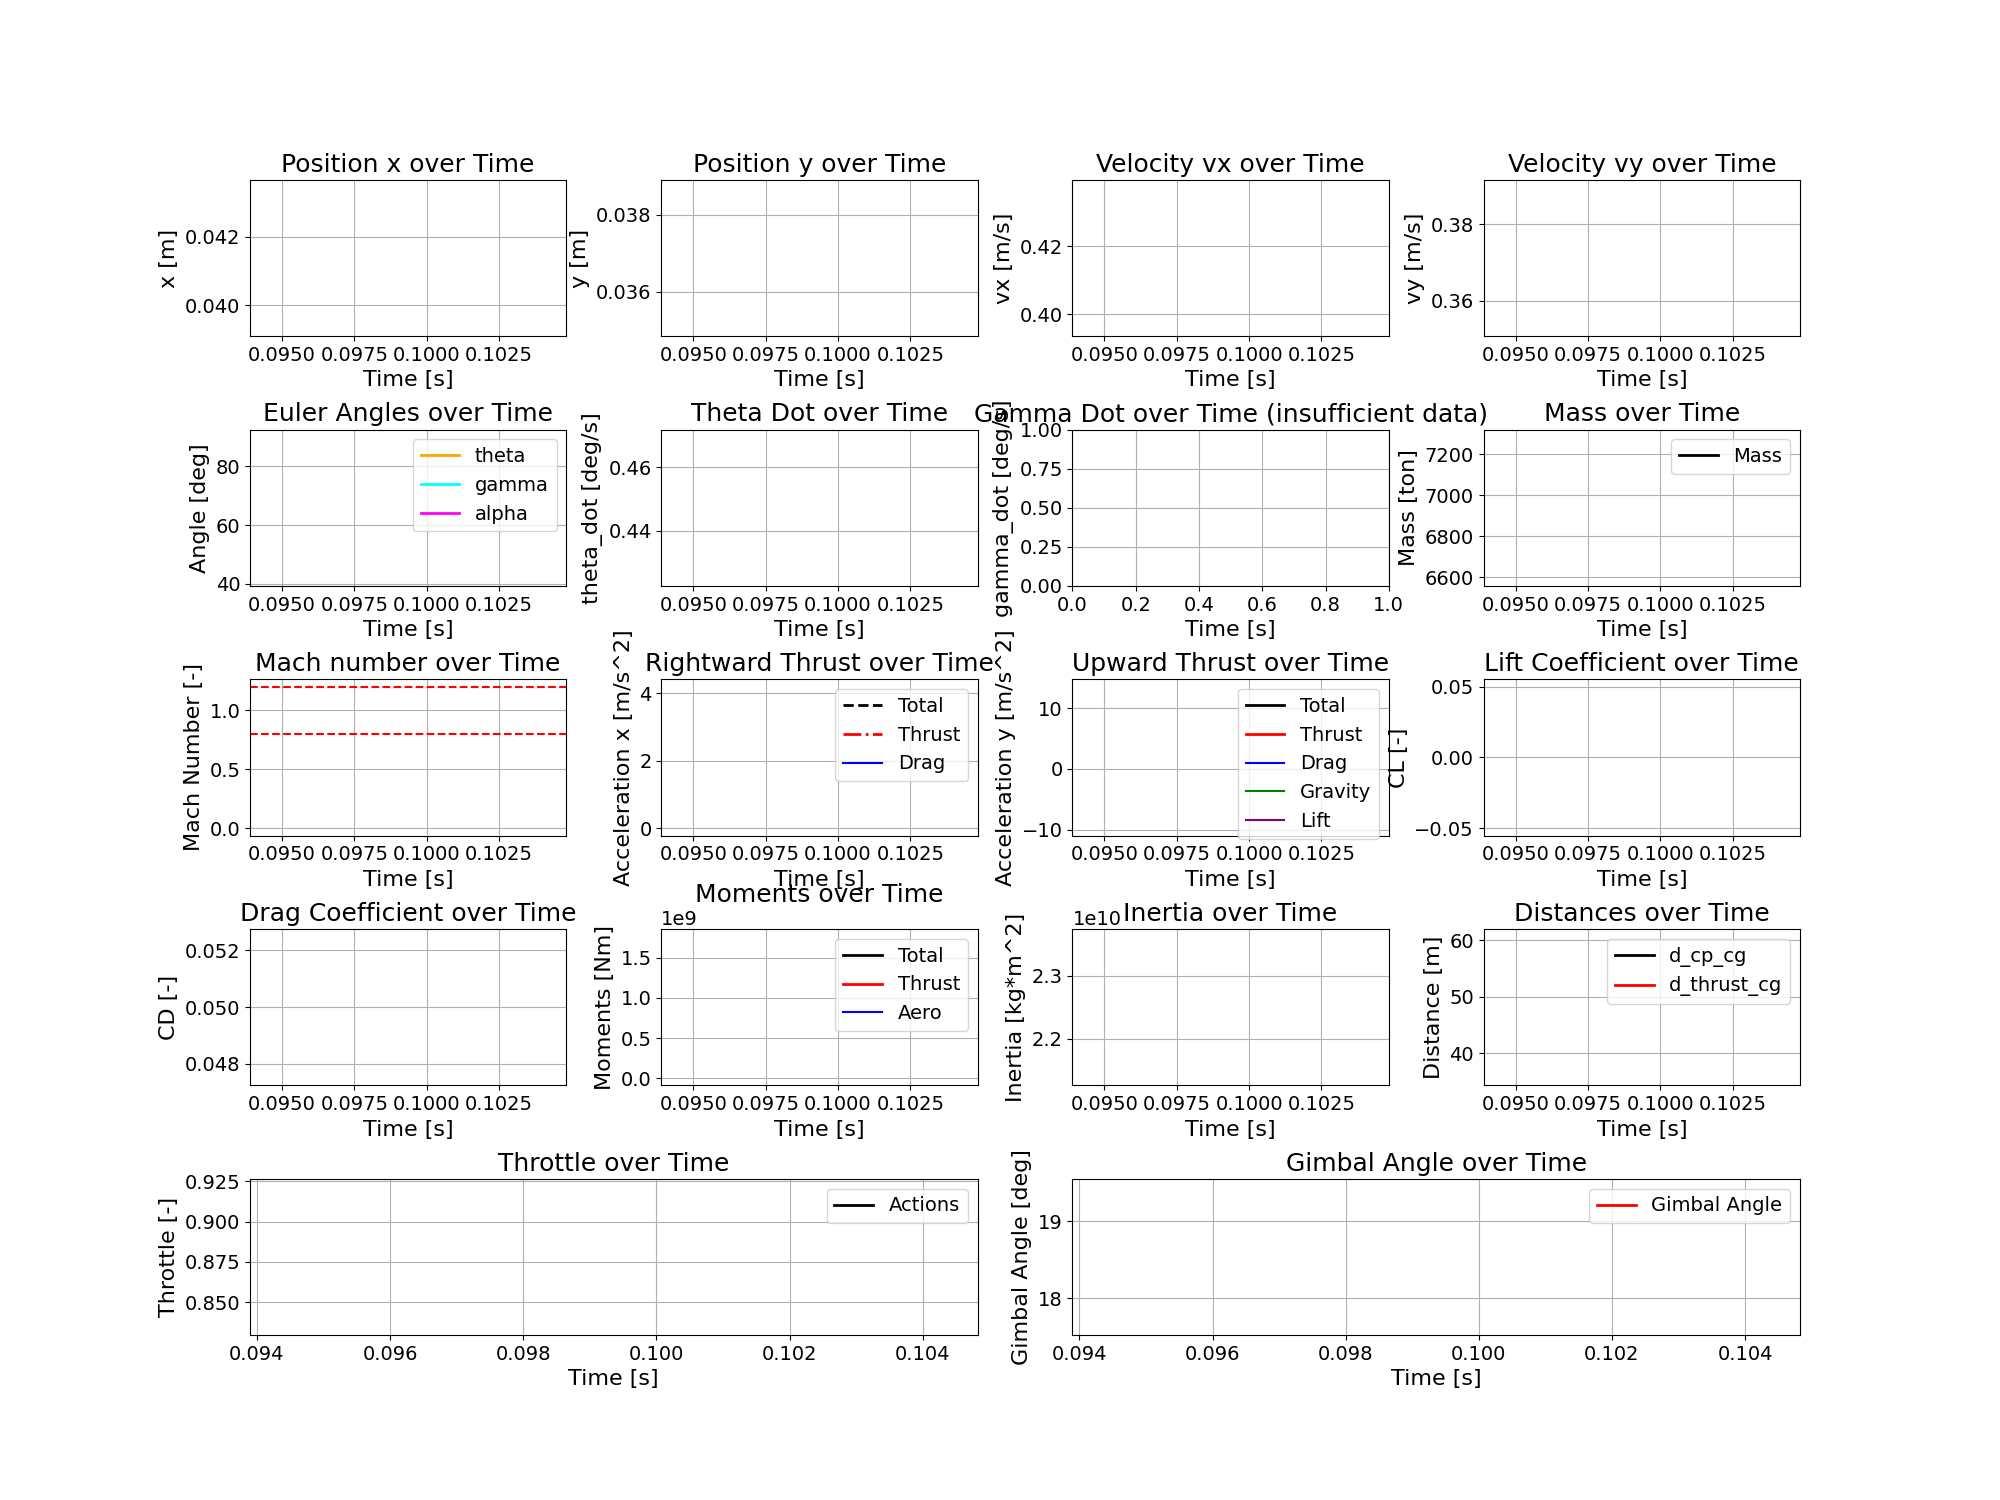 Position x over Time
x [m]
0.042
0.040
0.0950 0.0975 0.1000 0.1025
Time [s]
Position y over Time
y [m]
0.038
0.036
0.0950 0.0975 0.1000 0.1025
Time [s]
Velocity vx over Time
vx [m/s]
0.42
0.40
0.0950 0.0975 0.1000 0.1025
Time [s]
Velocity vy over Time
vy [m/s]
0.38
0.36
0.0950 0.0975 0.1000 0.1025
Time [s]
Euler Angles over Time
Angle [deg]
80
60
40
theta
gamma
alpha
0.0950 0.0975 0.1000 0.1025
Time [s]
Theta Dot over Time
theta_dot [deg/s]
0.46
0.44
0.0950 0.0975 0.1000 0.1025
Time [s]
Gamma Dot over Time (insufficient data)
gamma_dot [deg/s]
1.00
0.75
0.50
0.25
0.00
0.0 0.2 0.4 0.6 0.8 1.0
Time [s]
Mass over Time
Mass [ton]
7200
7000
6800
6600
Mass
0.0950 0.0975 0.1000 0.1025
Time [s]
Mach number over Time
Mach Number [-]
1.0
0.5
0.0
0.0950 0.0975 0.1000 0.1025
Time [s]
Rightward Thrust over Time
Acceleration x [m/s^2]
4
2
0
Total
Thrust
Drag
0.0950 0.0975 0.1000 0.1025
Time [s]
Upward Thrust over Time
Acceleration y [m/s^2]
10
0
−10
Total
Thrust
Drag
Gravity
Lift
0.0950 0.0975 0.1000 0.1025
Time [s]
Lift Coefficient over Time
CL [-]
0.05
0.00
−0.05
0.0950 0.0975 0.1000 0.1025
Time [s]
Drag Coefficient over Time
CD [-]
0.052
0.050
0.048
0.0950 0.0975 0.1000 0.1025
Time [s]
Moments over Time
1e9
Moments [Nm]
1.5
1.0
0.5
0.0
Total
Thrust
Aero
0.0950 0.0975 0.1000 0.1025
Time [s]
Inertia over Time
1e10
Inertia [kg*m^2]
2.3
2.2
0.0950 0.0975 0.1000 0.1025
Time [s]
Distances over Time
Distance [m]
60
50
40
d_cp_cg
d_thrust_cg
0.0950 0.0975 0.1000 0.1025
Time [s]
Throttle over Time
Throttle [-]
0.925
0.900
0.875
0.850
Actions
0.094 0.096 0.098 0.100 0.102 0.104
Time [s]
Gimbal Angle over Time
Gimbal Angle [deg]
19
18
Gimbal Angle
0.094 0.096 0.098 0.100 0.102 0.104
Time [s]